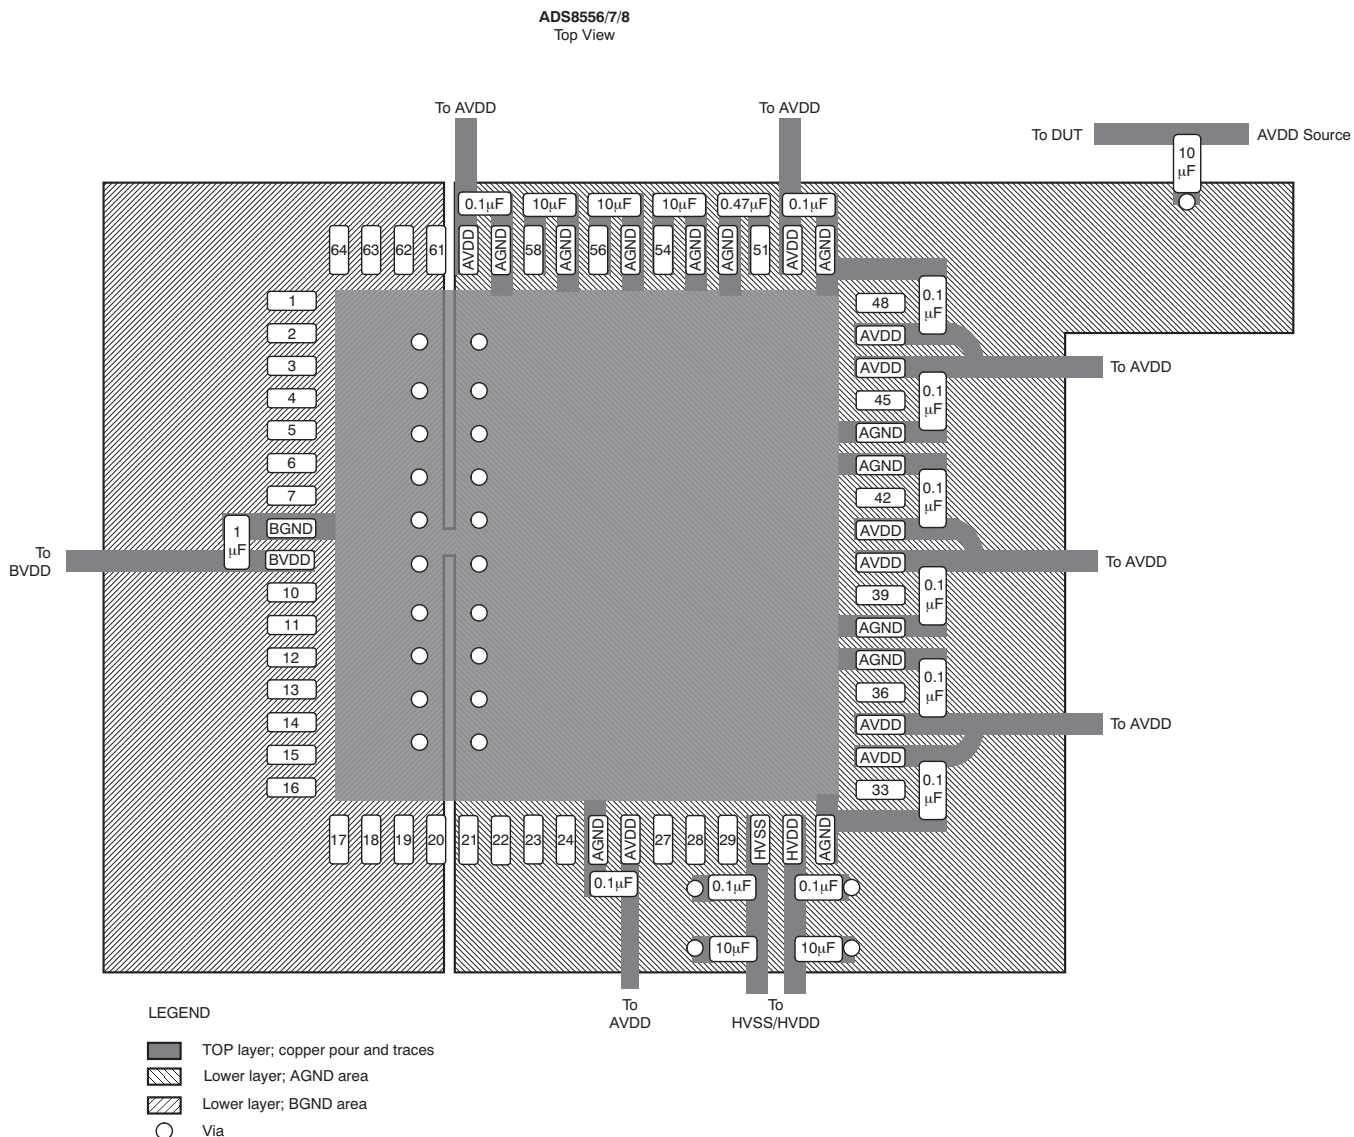 ADS8556/7/8
Top View
To AVDD
To AVDD
To DUT
AVDD Source
10
µF
0.1µF
10µF
10µF
10µF
0.47µF
0.1µF
64
63
62
61
AVDD
AGND
58
AGND
56
AGND
54
AGND
AGND
51
AVDD
AGND
1
2
3
4
5
6
7
BGND
BVDD
10
11
12
13
14
15
16
1
µF
To
BVDD
48
AVDD
AVDD
45
AGND
AGND
42
AVDD
AVDD
39
AGND
AGND
36
AVDD
AVDD
33
0.1
µF
0.1
µF
0.1
µF
0.1
µF
0.1
µF
0.1
µF
To AVDD
To AVDD
To AVDD
17
18
19
20
21
22
23
24
AGND
AVDD
27
28
29
HVSS
HVDD
AGND
0.1µF
0.1µF
0.1µF
10µF
10µF
To
AVDD
To
HVSS/HVDD
LEGEND
TOP layer; copper pour and traces
Lower layer; AGND area
Lower layer; BGND area
Via